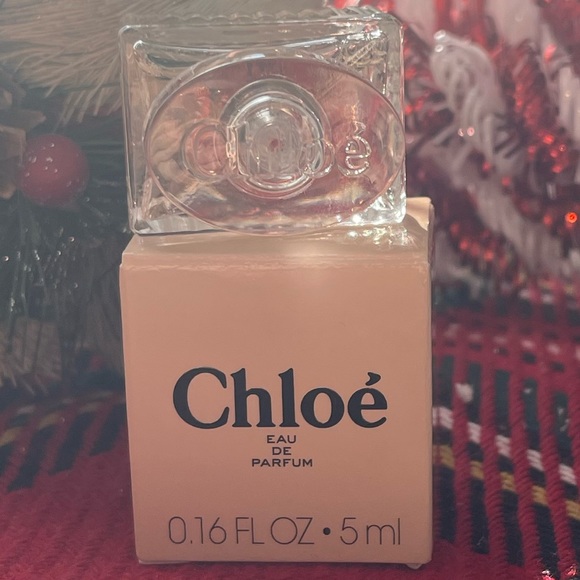 Chloé
EAU
DE
PARFUM
0.16 FL OZ • 5 ml